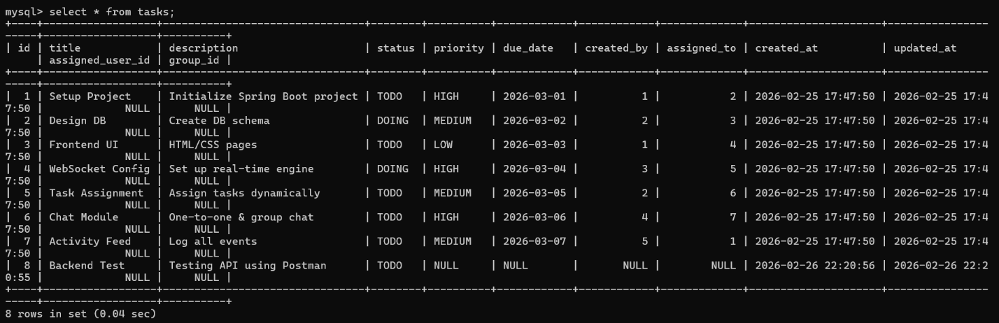 mysql> select * from tasks;
+----+------------------+--------------------------------+--------+----------+------------+------------+-------------+---------------------+---------------
-----+------------------+----------+
| id | title            | description                    | status | priority | due_date   | created_by | assigned_to | created_at          | updated_at
     | assigned_user_id | group_id |
+----+------------------+--------------------------------+--------+----------+------------+------------+-------------+---------------------+---------------
-----+------------------+----------+
|  1 | Setup Project    | Initialize Spring Boot project | TODO   | HIGH     | 2026-03-01 |          1 |           2 | 2026-02-25 17:47:50 | 2026-02-25 17:4
7:50 |             NULL |     NULL |
|  2 | Design DB        | Create DB schema               | DOING  | MEDIUM   | 2026-03-02 |          2 |           3 | 2026-02-25 17:47:50 | 2026-02-25 17:4
7:50 |             NULL |     NULL |
|  3 | Frontend UI      | HTML/CSS pages                 | TODO   | LOW      | 2026-03-03 |          1 |           4 | 2026-02-25 17:47:50 | 2026-02-25 17:4
7:50 |             NULL |     NULL |
|  4 | WebSocket Config | Set up real-time engine        | DOING  | HIGH     | 2026-03-04 |          3 |           5 | 2026-02-25 17:47:50 | 2026-02-25 17:4
7:50 |             NULL |     NULL |
|  5 | Task Assignment  | Assign tasks dynamically       | TODO   | MEDIUM   | 2026-03-05 |          2 |           6 | 2026-02-25 17:47:50 | 2026-02-25 17:4
7:50 |             NULL |     NULL |
|  6 | Chat Module      | One-to-one & group chat        | TODO   | HIGH     | 2026-03-06 |          4 |           7 | 2026-02-25 17:47:50 | 2026-02-25 17:4
7:50 |             NULL |     NULL |
|  7 | Activity Feed    | Log all events                 | TODO   | MEDIUM   | 2026-03-07 |          5 |           1 | 2026-02-25 17:47:50 | 2026-02-25 17:4
7:50 |             NULL |     NULL |
|  8 | Backend Test     | Testing API using Postman      | TODO   | NULL     | NULL       |       NULL |        NULL | 2026-02-26 22:20:56 | 2026-02-26 22:2
0:55 |             NULL |     NULL |
+----+------------------+--------------------------------+--------+----------+------------+------------+-------------+---------------------+---------------
-----+------------------+----------+
8 rows in set (0.04 sec)